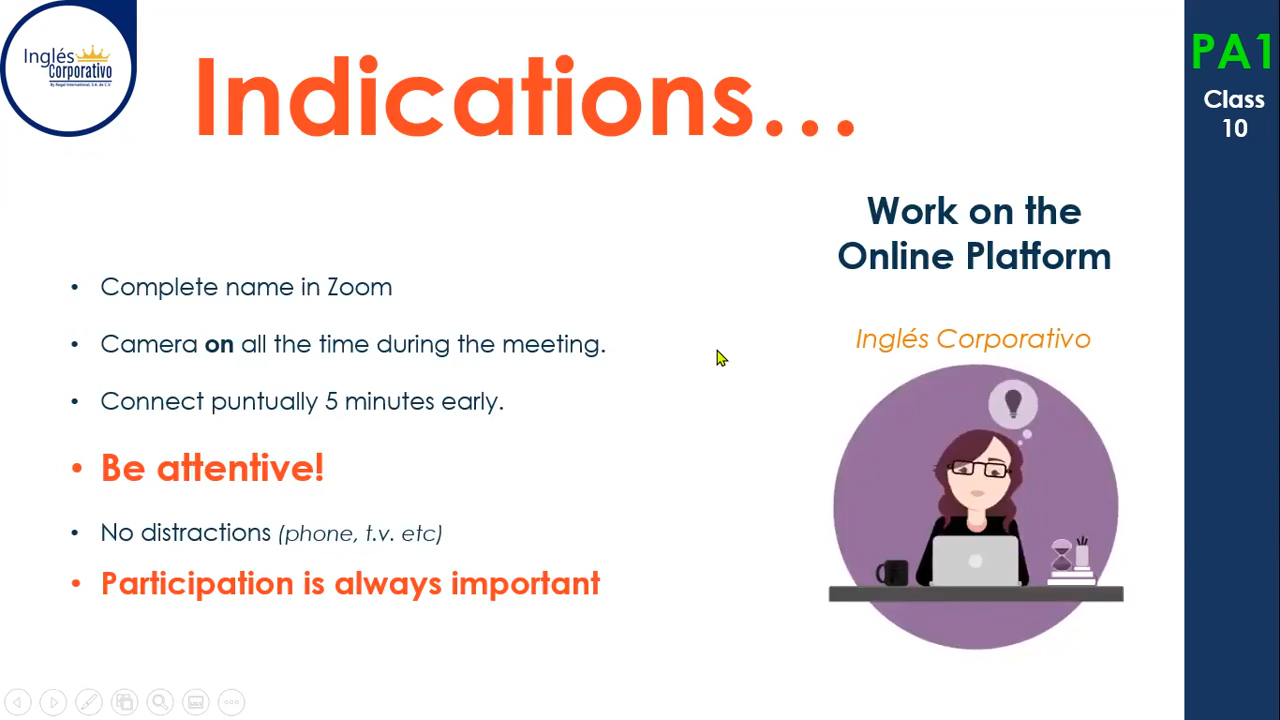 Inglés
Corporativo
By Regal International, S.A. de C.V.
Indications...
PA1
Class
10
Work on the
Online Platform
Inglés Corporativo
• Complete name in Zoom
• Camera on all the time during the meeting.
• Connect puntually 5 minutes early.
• Be attentive!
• No distractions (phone, t.v. etc)
• Participation is always important